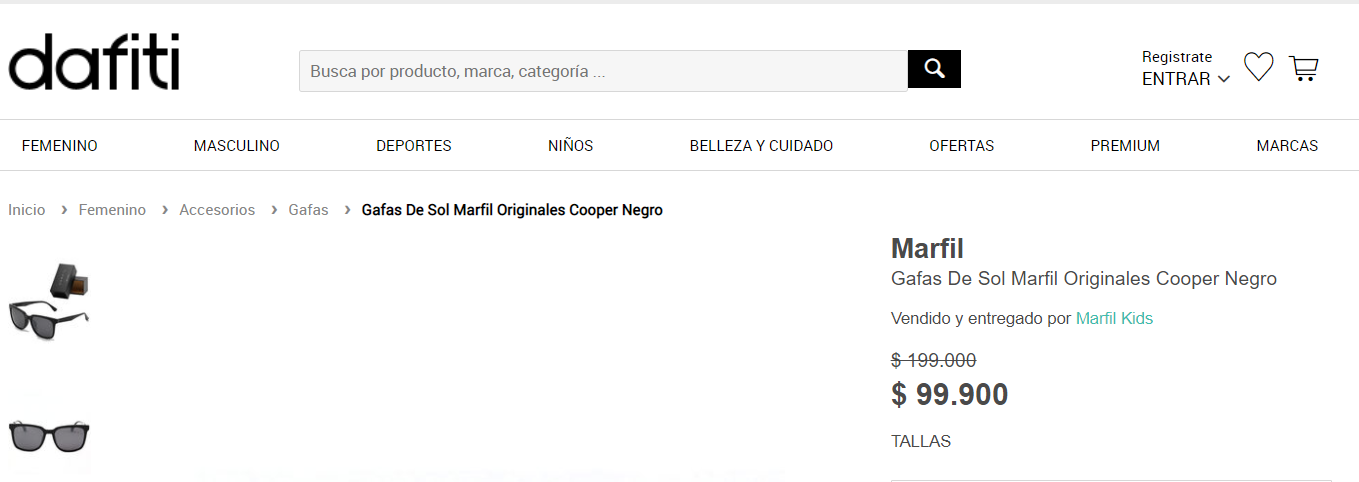 dafiti
Busca por producto, marca, categoría ...
Registrate
ENTRAR
FEMENINO MASCULINO DEPORTES NIÑOS BELLEZA Y CUIDADO OFERTAS PREMIUM MARCAS
Inicio › Femenino › Accesorios › Gafas › Gafas De Sol Marfil Originales Cooper Negro
Marfil
Gafas De Sol Marfil Originales Cooper Negro
Vendido y entregado por Marfil Kids
$ 199.000
$ 99.900
TALLAS